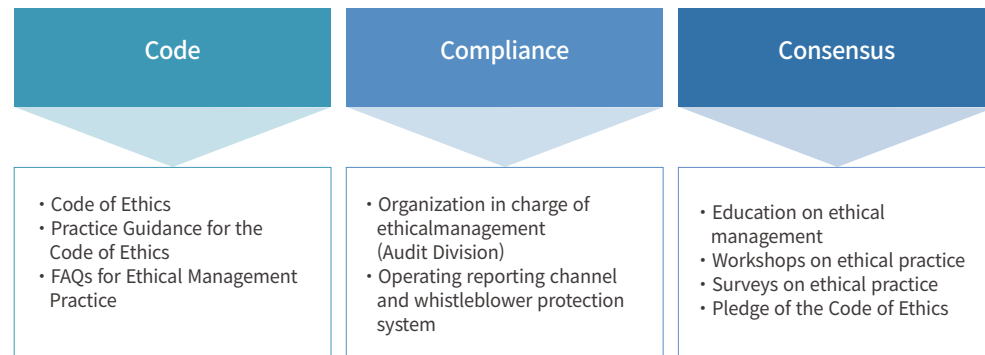 Code
・Code of Ethics
・Practice Guidance for the
Code of Ethics
・FAQs for Ethical Management
Practice
Compliance
・Organization in charge of
ethicalmanagement
(Audit Division)
・Operating reporting channel
and whistleblower protection
system
Consensus
・Education on ethical
management
・Workshops on ethical practice
・Surveys on ethical practice
・Pledge of the Code of Ethics